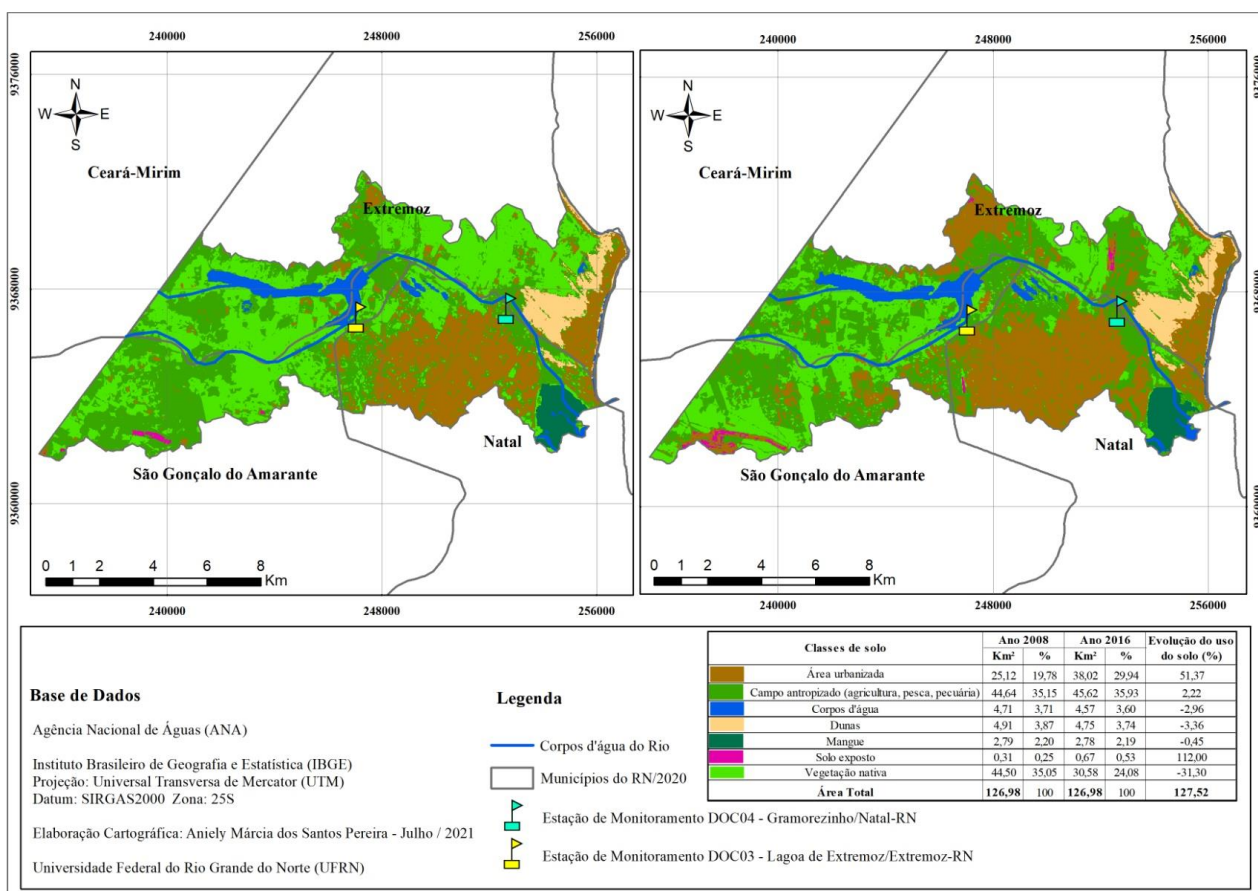 240000 248000 256000
240000 248000 256000
9376000
9376000
N
W E
S
N
W E
S
Ceará-Mirim
Ceará-Mirim
Extremoz
Extremoz
9368000
9368000
Natal
Natal
São Gonçalo do Amarante
São Gonçalo do Amarante
9360000
9360000
0 1 2 4 6 8 Km
0 1 2 4 6 8 Km
240000 248000 256000
240000 248000 256000
Base de Dados
Agência Nacional de Águas (ANA)
Instituto Brasileiro de Geografia e Estatística (IBGE)
Projeção: Universal Transversa de Mercator (UTM)
Datum: SIRGAS2000 Zona: 25S
Elaboração Cartográfica: Aniely Márcia dos Santos Pereira - Julho / 2021
Universidade Federal do Rio Grande do Norte (UFRN)
Legenda
Corpos d'água do Rio
Municípios do RN/2020
Estação de Monitoramento DOC04 - Gramorezinho/Natal-RN
Estação de Monitoramento DOC03 - Lagoa de Extremoz/Extremoz-RN
Classes de solo Ano 2008 Ano 2016 Evolução do uso do solo (%)
Km² % Km² %
Área urbanizada 25,12 19,78 38,02 29,94 51,37
Campo antropizado (agricultura, pesca, pecuária) 44,64 35,15 45,62 35,93 2,22
Corpos d'água 4,71 3,71 4,57 3,60 -2,96
Dunas 4,91 3,87 4,75 3,74 -3,36
Mangue 2,79 2,20 2,78 2,19 -0,45
Solo exposto 0,31 0,25 0,67 0,53 112,00
Vegetação nativa 44,50 35,05 30,58 24,08 -31,30
Área Total 126,98 100 126,98 100 127,52